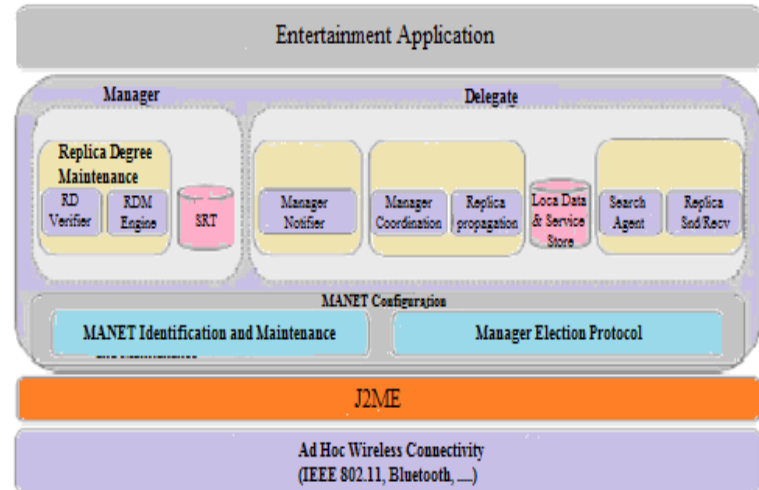 Entertainment Application
Manager
Delegate
Replica Degree
Maintenance
RD
Verifier
RDM
Engine
SRT
Manager
Notifier
Manager
Coordination
Replica
propagation
Loca Data
& Service
Store
Search
Agent
Replica
Snd/Recv
MANET Configuration
MANET Identification and Maintenance
Manager Election Protocol
J2ME
Ad Hoc Wireless Connectivity
(IEEE 802.11, Bluetooth, ....)